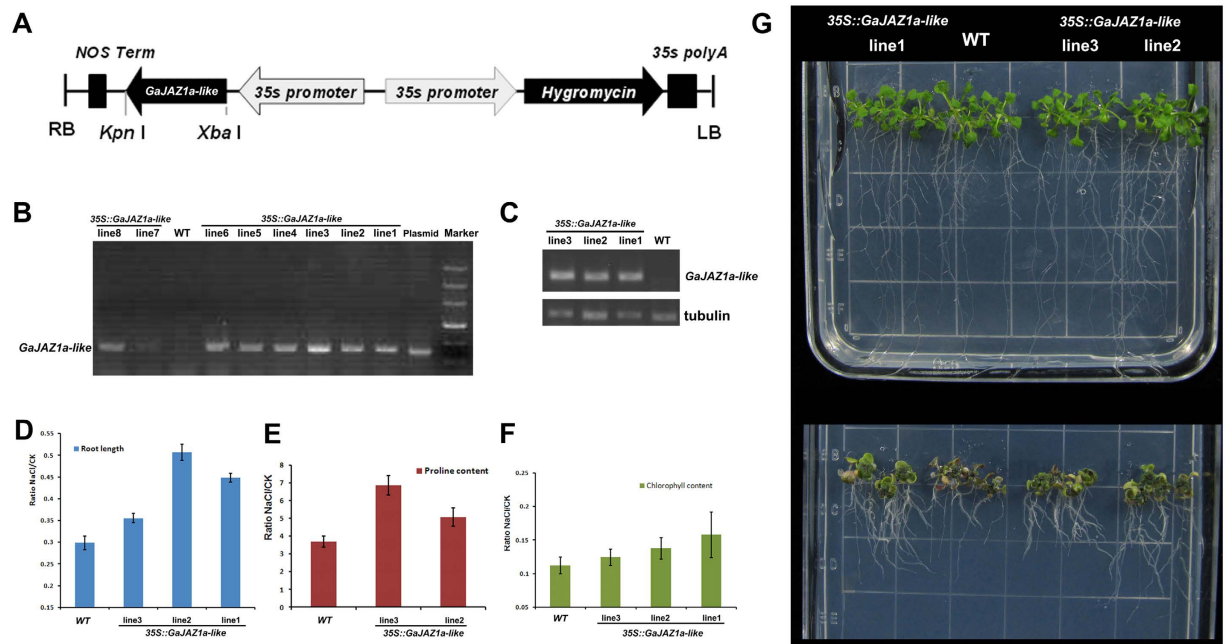 A
NOS Term
35s polyA
GaJAZ1a-like
35s promoter
35s promoter
Hygromycin
RB
Kpn I
Xba I
LB
B
35S::GaJAZ1a-like
35S::GaJAZ1a-like
line8 line7 WT line6 line5 line4 line3 line2 line1 Plasmid Marker
GaJAZ1a-like
C
35S::GaJAZ1a-like
line3 line2 line1 WT
GaJAZ1a-like
tubulin
D
Root length
Ratio NaCl/CK
0.55
0.5
0.45
0.4
0.35
0.3
0.25
0.2
0.15
WT line3 line2 line1
35S::GaJAZ1a-like
E
Proline content
Ratio NaCl/CK
8
7
6
5
4
3
2
1
0
WT line3 line2
35S::GaJAZ1a-like
F
Chlorophyll content
Ratio NaCl/CK
0.25
0.2
0.15
0.1
0.05
WT line3 line2 line1
35S::GaJAZ1a-like
G
35S::GaJAZ1a-like 35S::GaJAZ1a-like
line1 WT line3 line2